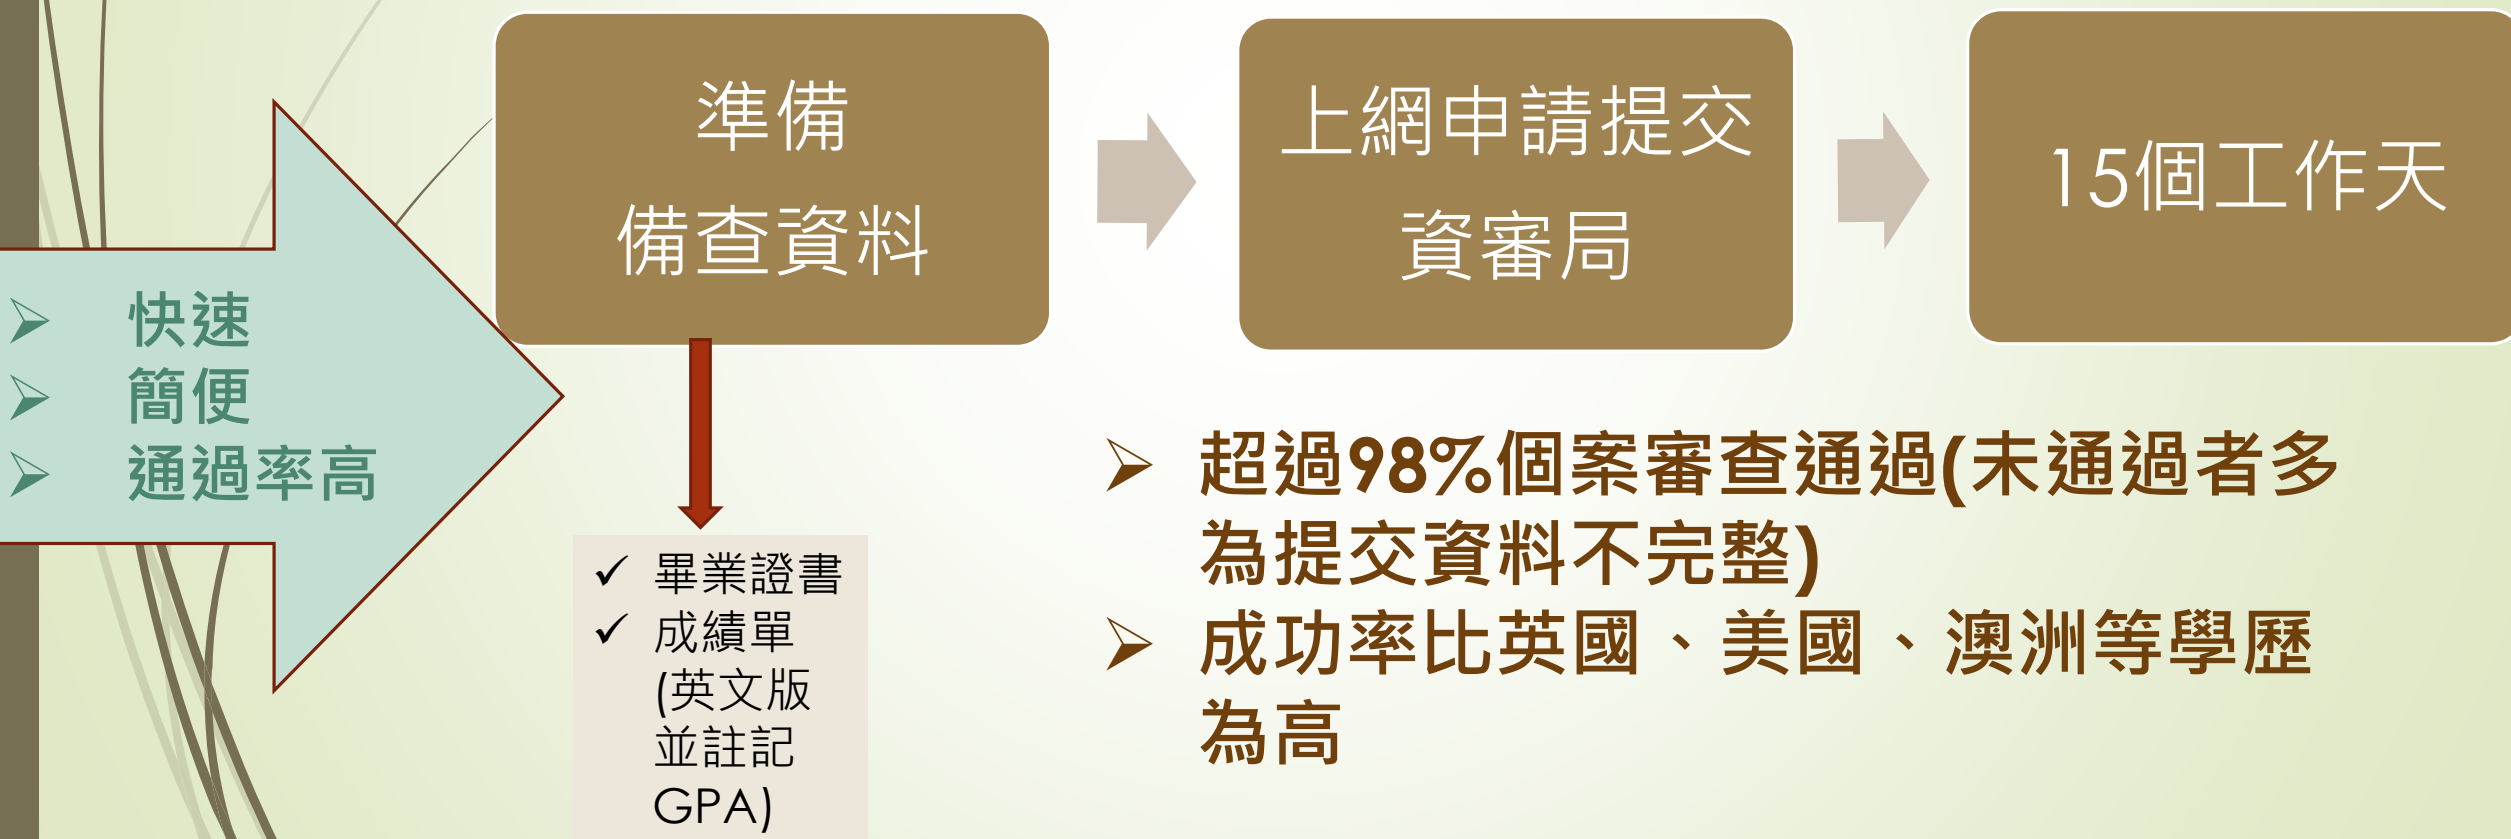 準備
備查資料
上網申請提交
資審局
15個工作天
快速
簡便
通過率高
畢業證書
成績單
(英文版
並註記
GPA)
超過98%個案審查通過(未通過者多
為提交資料不完整)
成功率比英國、美國、澳洲等學歷
為高